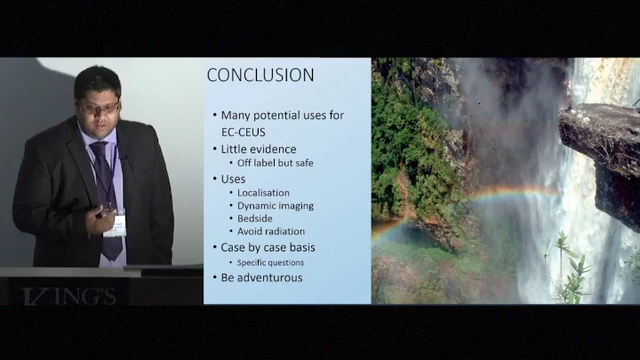 CONCLUSION
• Many potential uses for
EC-CEUS
• Little evidence
• Off label but safe
• Uses
• Localisation
• Dynamic imaging
• Bedside
• Avoid radiation
• Case by case basis
• Specific questions
• Be adventurous
KING'S